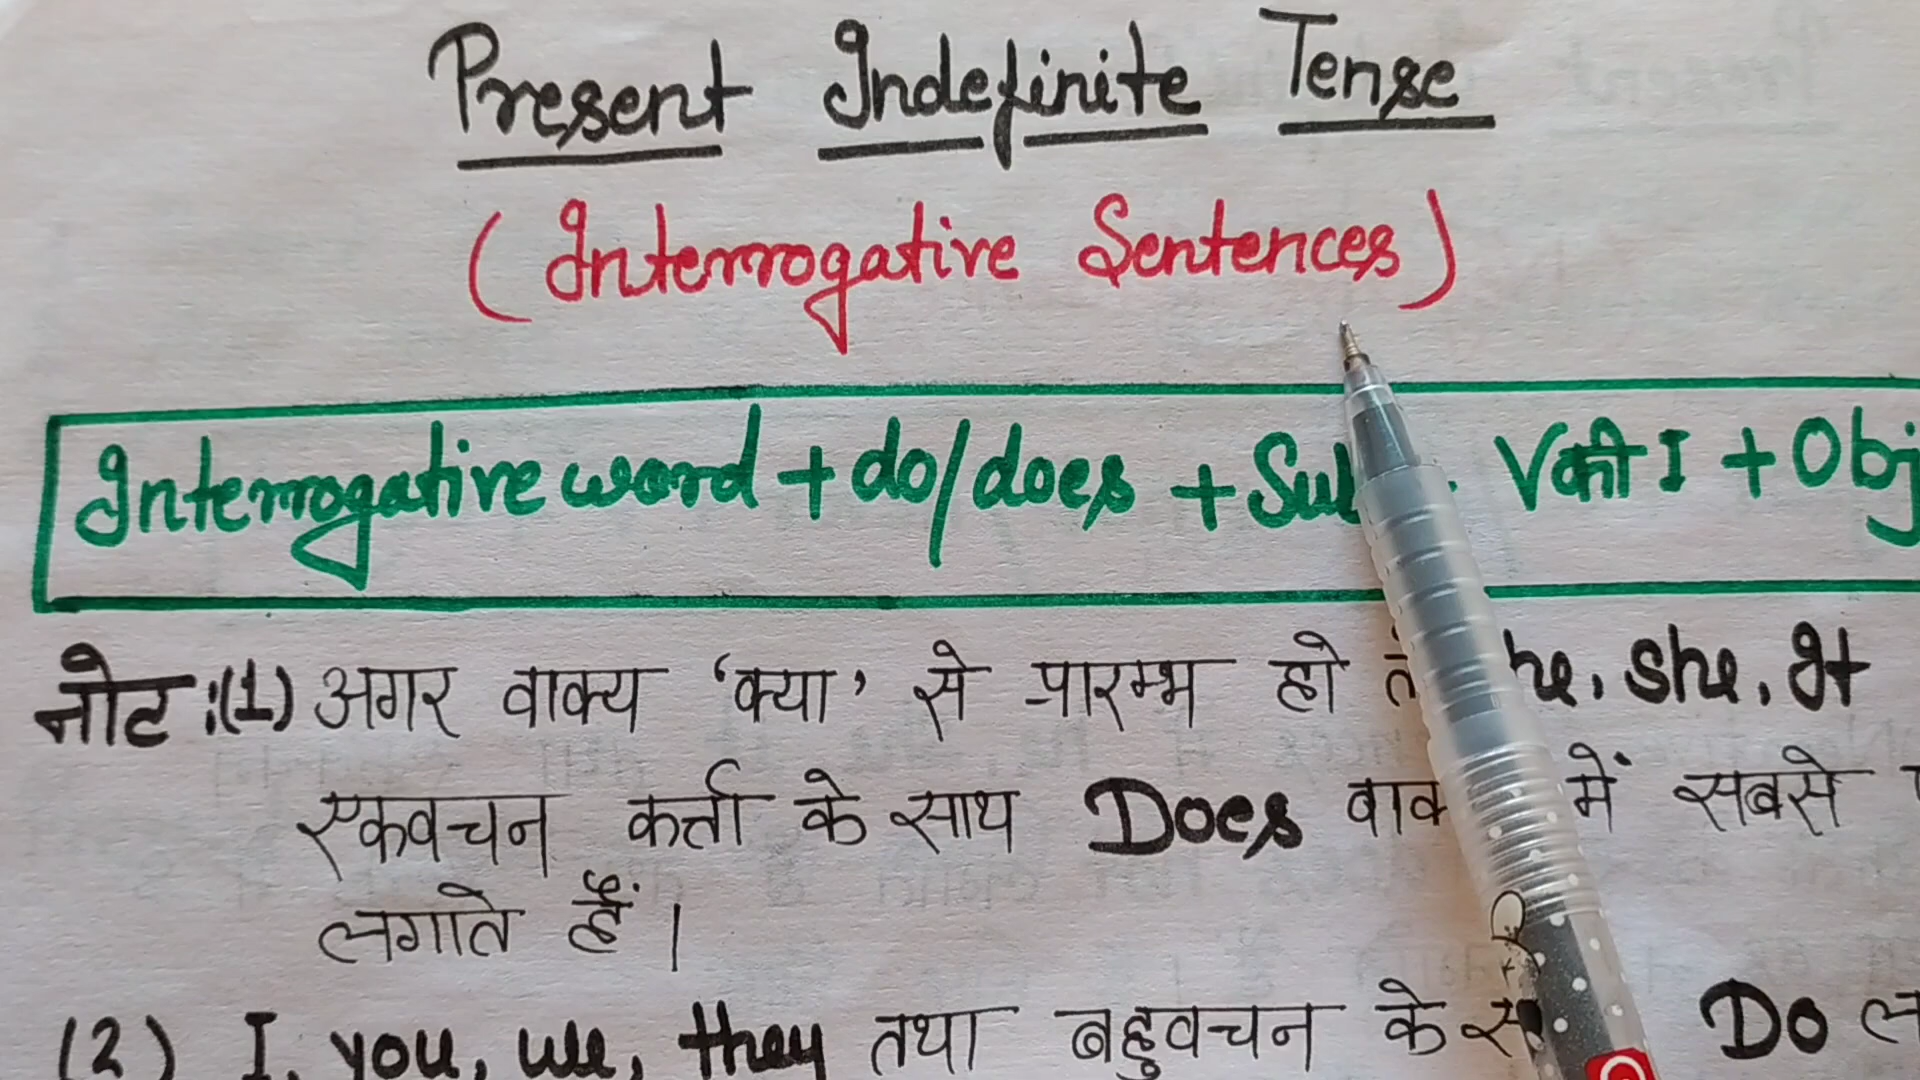 Present Indefinite Tense
(Interrogative Sentences)
Interrogative word + do/does + Sub. V की I + Obj
नोट :(1) अगर वाक्य 'क्या' से प्रारम्भ हो he, she, It
एकवचन कर्त्ता के साथ Does में सबसे
लगाते हैं।
(2) I, you, we, they तथा बहुवचन के Do